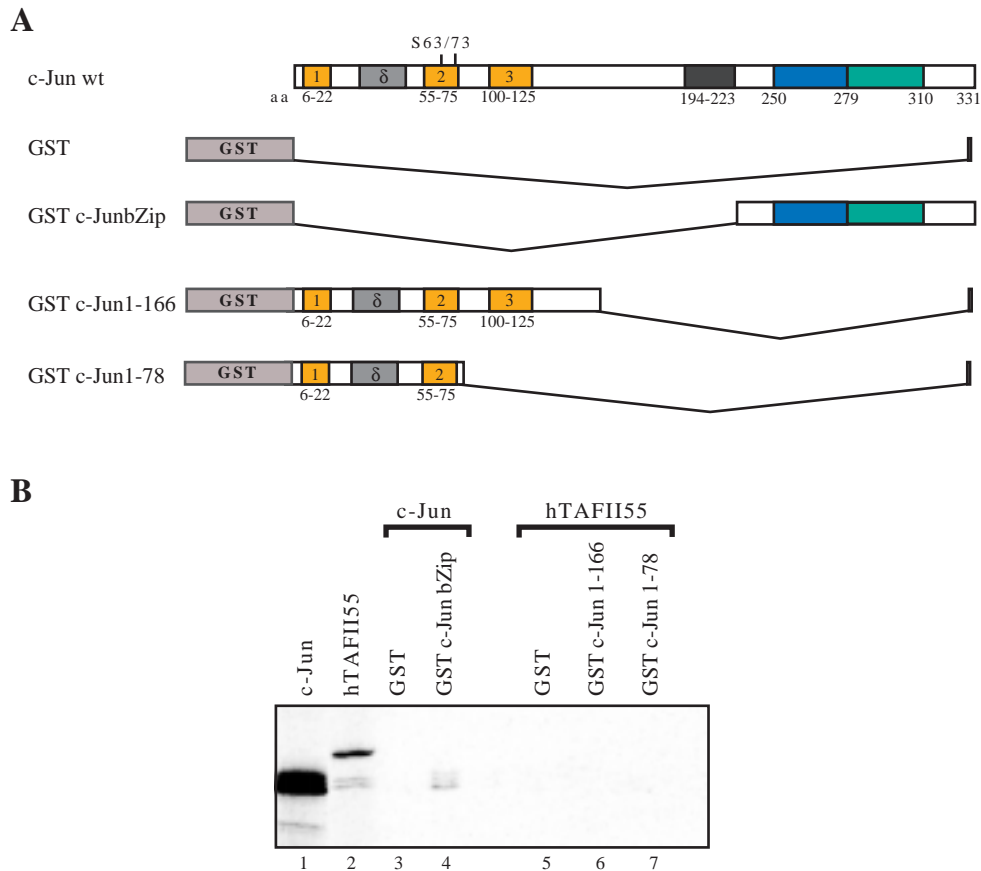 A
S63/73
c-Jun wt
1 δ 2 3
aa 6-22 55-75 100-125 194-223 250 279 310 331
GST GST
GST c-JunbZip GST
GST c-Jun1-166 GST 1 δ 2 3
6-22 55-75 100-125
GST c-Jun1-78 GST 1 δ 2
6-22 55-75
B
c-Jun hTAFII55
c-Jun
hTAFII55
GST
GST c-Jun bZip
GST
GST c-Jun 1-166
GST c-Jun 1-78
1 2 3 4 5 6 7